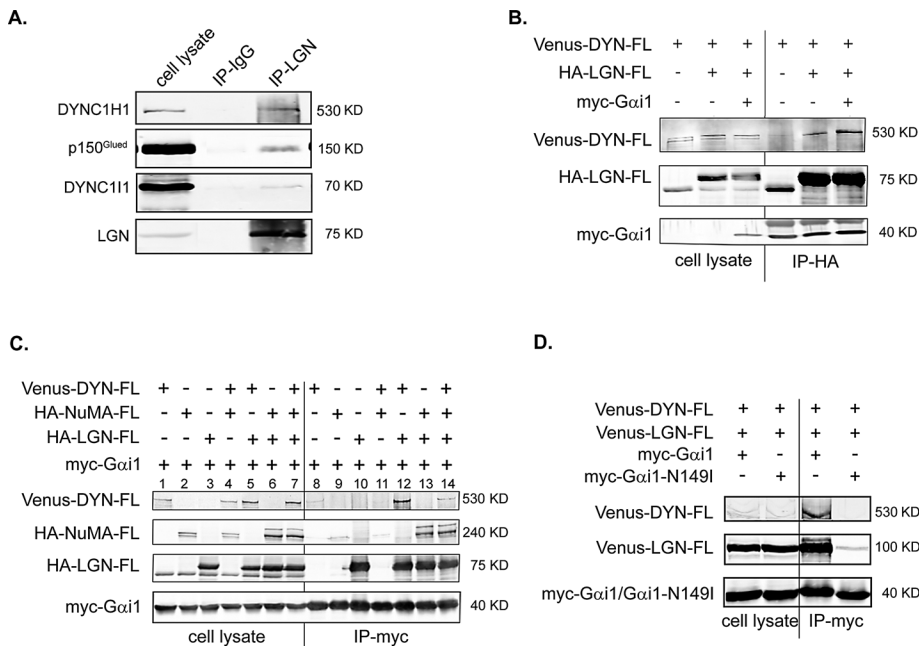 A.
cell lysate IP-IgG IP-LGN
DYNC1H1 530 KD
p150Glued 150 KD
DYNC1I1 70 KD
LGN 75 KD
B.
Venus-DYN-FL + + + + + +
HA-LGN-FL - + + - + +
myc-Gαi1 - - + - - +
Venus-DYN-FL 530 KD
HA-LGN-FL 75 KD
myc-Gαi1 40 KD
cell lysate IP-HA
C.
Venus-DYN-FL + - - + + - + + - - + + - +
HA-NuMA-FL - + - + - + + - + - + - + +
HA-LGN-FL - - + - + + + - - + - + + +
myc-Gαi1 + + + + + + + + + + + + + +
1 2 3 4 5 6 7 8 9 10 11 12 13 14
Venus-DYN-FL 530 KD
HA-NuMA-FL 240 KD
HA-LGN-FL 75 KD
myc-Gαi1 40 KD
cell lysate IP-myc
D.
Venus-DYN-FL + + + +
Venus-LGN-FL + + + +
myc-Gαi1 + - + -
myc-Gαi1-N149I - + - +
Venus-DYN-FL 530 KD
Venus-LGN-FL 100 KD
myc-Gαi1/Gαi1-N149I 40 KD
cell lysate IP-myc